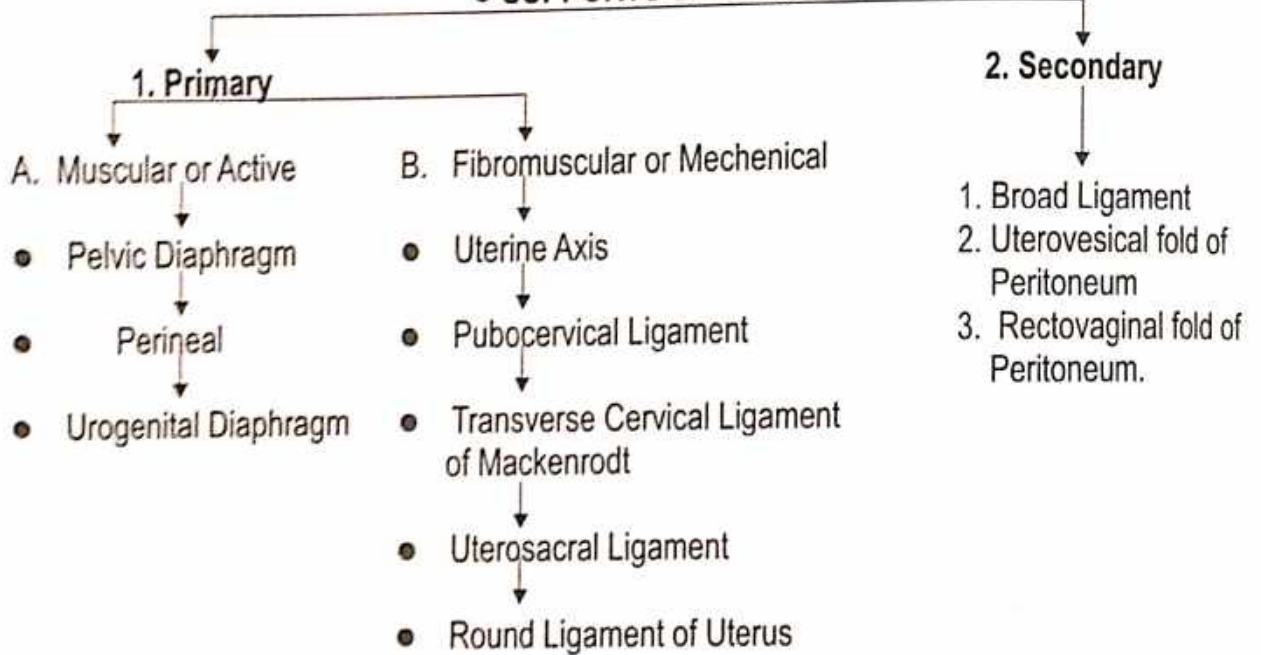 1. Primary
2. Secondary
A. Muscular or Active
B. Fibromuscular or Mechenical
● Pelvic Diaphragm
● Perineal
● Urogenital Diaphragm
● Uterine Axis
● Pubocervical Ligament
● Transverse Cervical Ligament
of Mackenrodt
● Uterosacral Ligament
● Round Ligament of Uterus
1. Broad Ligament
2. Uterovesical fold of
Peritoneum
3. Rectovaginal fold of
Peritoneum.